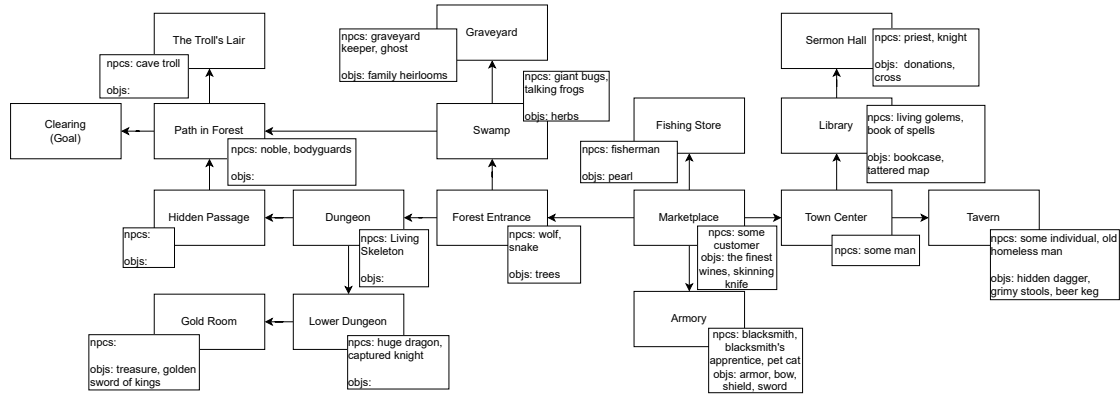 The Troll's Lair
npcs: cave troll
objs:
Graveyard
npcs: graveyard
keeper, ghost
objs: family heirlooms
Sermon Hall
npcs: priest, knight
objs:  donations,
cross
Clearing
(Goal)
Path in Forest
npcs: noble, bodyguards
objs:
Swamp
npcs: giant bugs,
talking frogs
objs: herbs
Fishing Store
npcs: fisherman
objs: pearl
Library
npcs: living golems,
book of spells
objs: bookcase,
tattered map
Hidden Passage
npcs:
objs:
Dungeon
npcs: Living
Skeleton
objs:
Forest Entrance
npcs: wolf,
snake
objs: trees
Marketplace
npcs: some
customer
objs: the finest
wines, skinning
knife
Town Center
npcs: some man
Tavern
npcs: some individual, old
homeless man
objs: hidden dagger,
grimy stools, beer keg
Gold Room
npcs:
objs: treasure, golden
sword of kings
Lower Dungeon
npcs: huge dragon,
captured knight
objs:
Armory
npcs: blacksmith,
blacksmith's
apprentice, pet cat
objs: armor, bow,
shield, sword